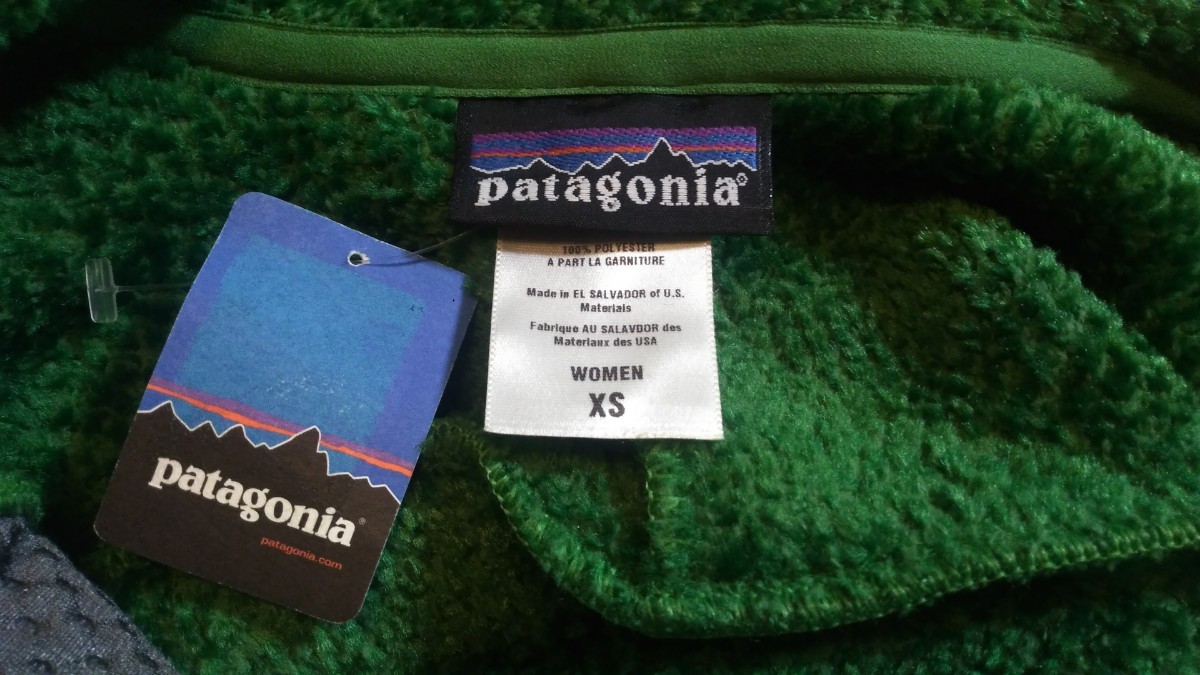 patagonia®
100% POLYESTER
A PART LA GARNITURE
Made in EL SALVADOR of U.S.
Materials
Fabrique AU SALAVDOR des
Materiaux des USA
WOMEN
XS
patagonia®
patagonia.com